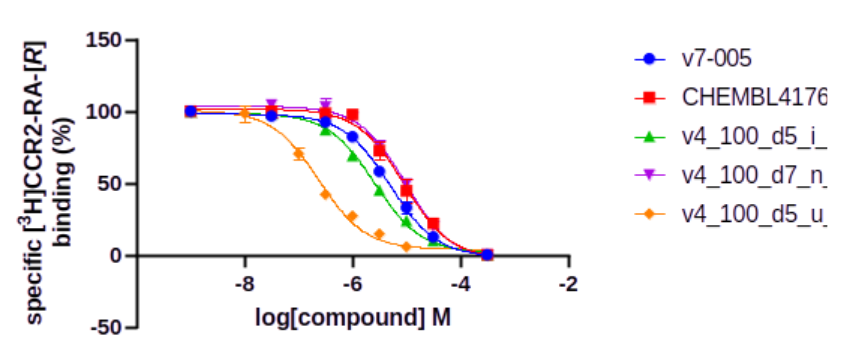 specific [³H]CCR2-RA-[R]
binding (%)
150
100
50
0
-50
-8
-6
-4
-2
log[compound] M
v7-005
CHEMBL4176
v4_100_d5_i_
v4_100_d7_n_
v4_100_d5_u_